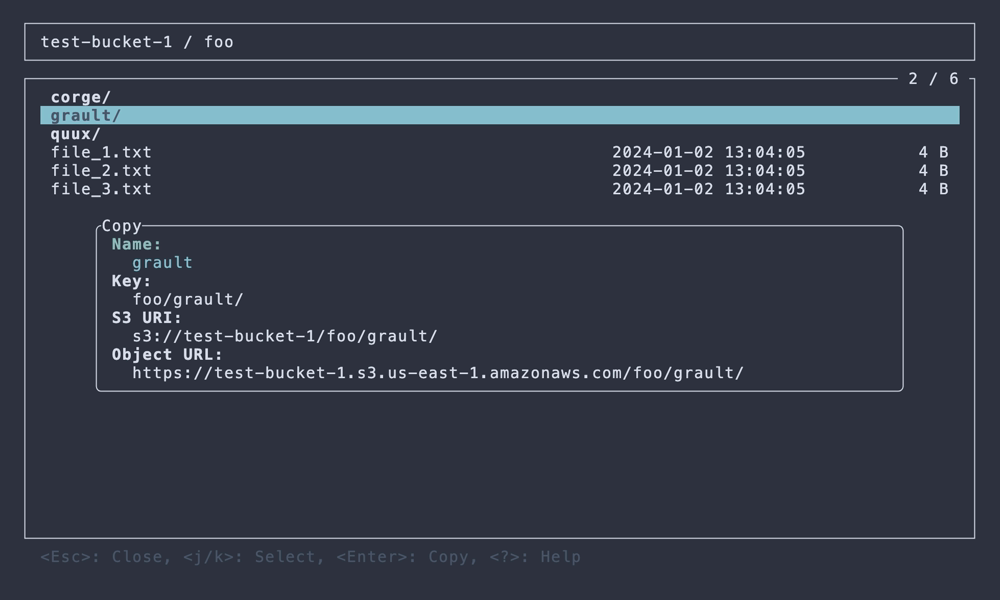 test-bucket-1 / foo
2 / 6
corge/
grault/
quux/
file_1.txt 2024-01-02 13:04:05 4 B
file_2.txt 2024-01-02 13:04:05 4 B
file_3.txt 2024-01-02 13:04:05 4 B
Copy
Name:
grault
Key:
foo/grault/
S3 URI:
s3://test-bucket-1/foo/grault/
Object URL:
https://test-bucket-1.s3.us-east-1.amazonaws.com/foo/grault/
<Esc>: Close, <j/k>: Select, <Enter>: Copy, <?>: Help